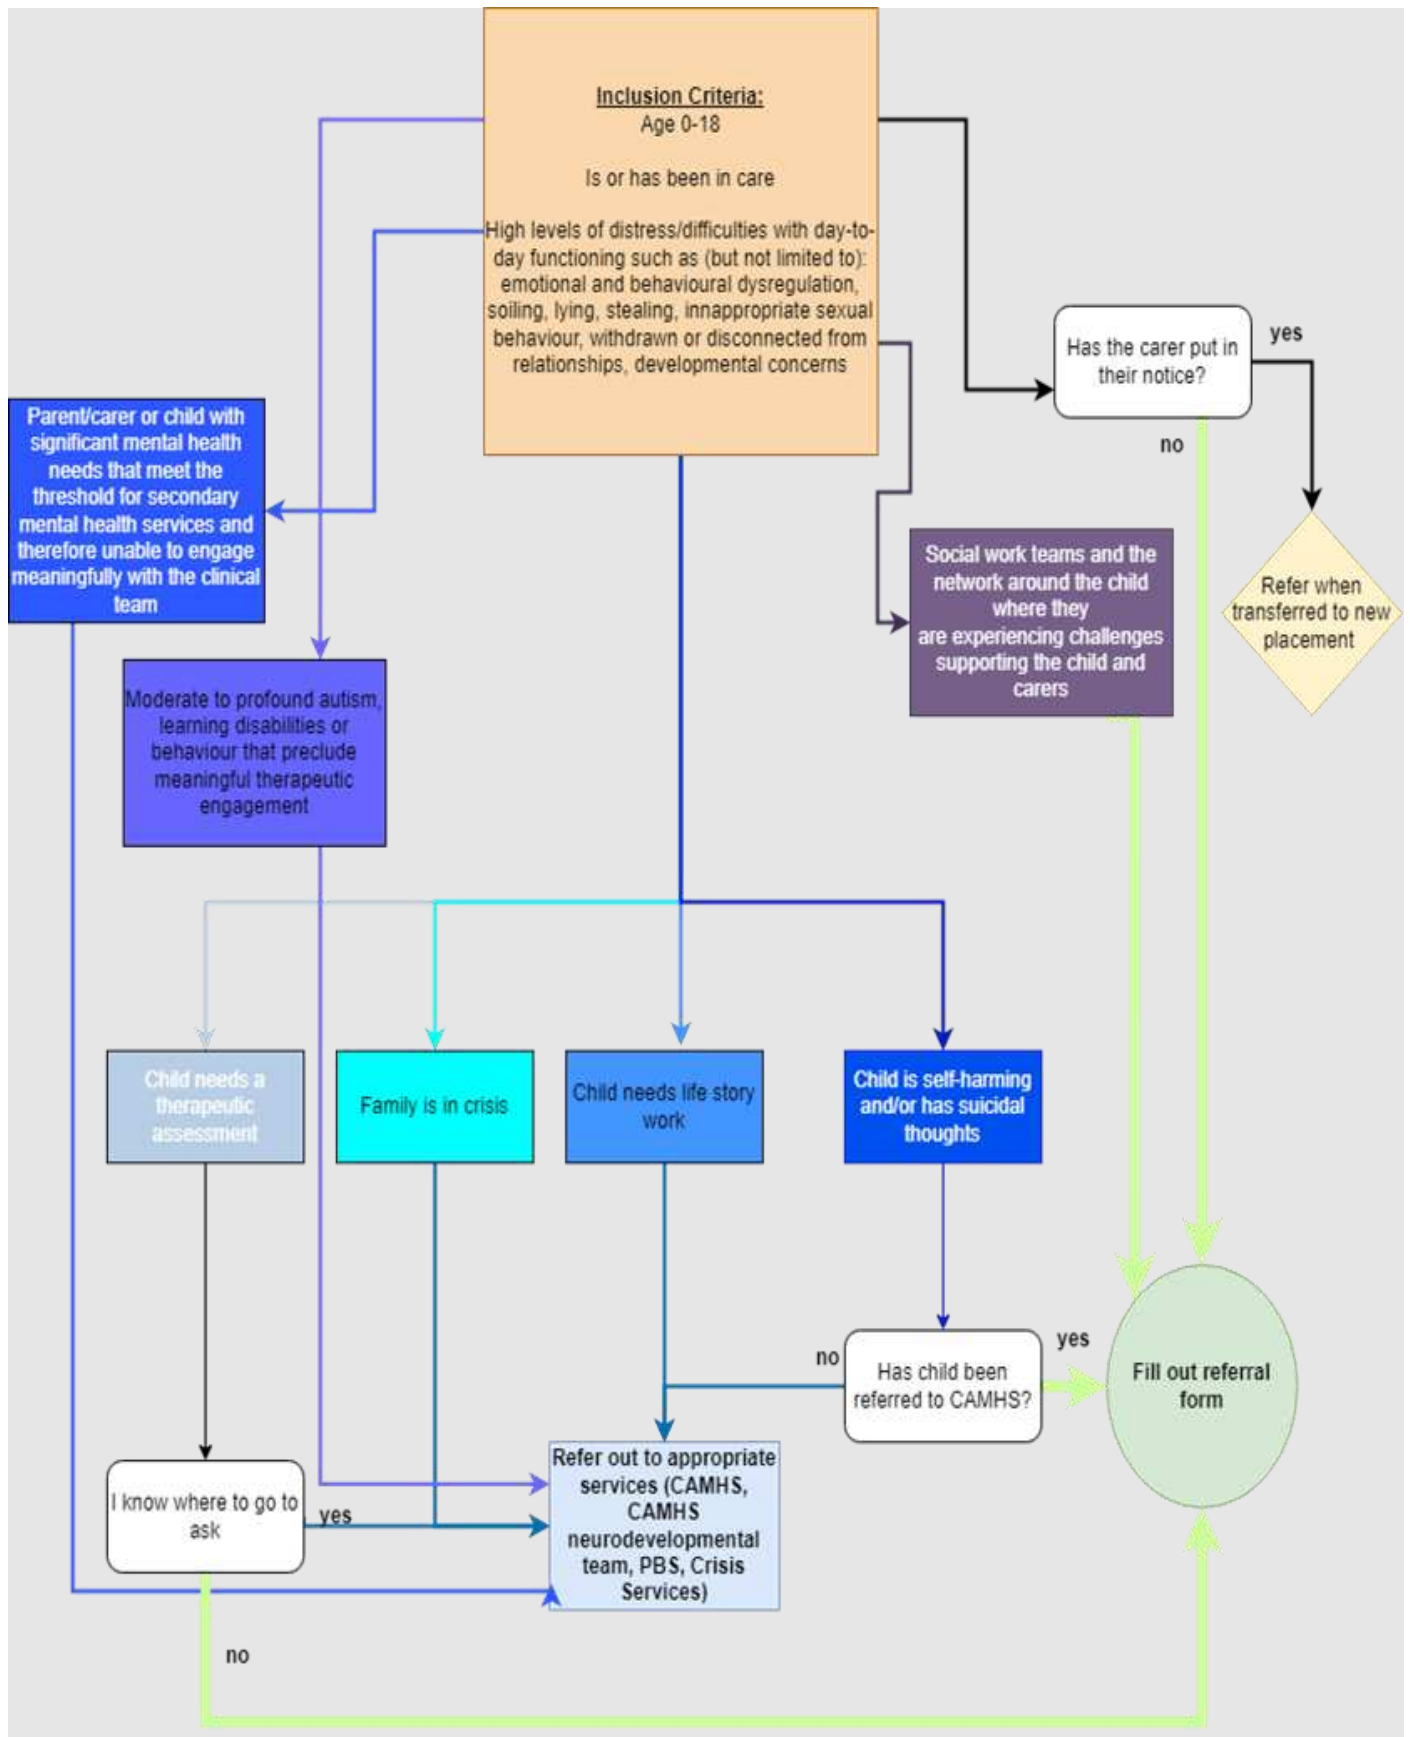 Inclusion Criteria:
Age 0-18
Is or has been in care
High levels of distress/difficulties with day-to-
day functioning such as (but not limited to):
emotional and behavioural dysregulation,
soiling, lying, stealing, innappropriate sexual
behaviour, withdrawn or disconnected from
relationships, developmental concerns
Has the carer put in
their notice?
yes
no
Parent/carer or child with
significant mental health
needs that meet the
threshold for secondary
mental health services and
therefore unable to engage
meaningfully with the clinical
team
Social work teams and the
network around the child
where they
are experiencing challenges
supporting the child and
carers
Refer when
transferred to new
placement
Moderate to profound autism,
learning disabilities or
behaviour that preclude
meaningful therapeutic
engagement
Child needs a
therapeutic
assessment
Family is in crisis
Child needs life story
work
Child is self-harming
and/or has suicidal
thoughts
no
Has child been
referred to CAMHS?
yes
Fill out referral
form
I know where to go to
ask
yes
no
Refer out to appropriate
services (CAMHS,
CAMHS
neurodevelopmental
team, PBS, Crisis
Services)